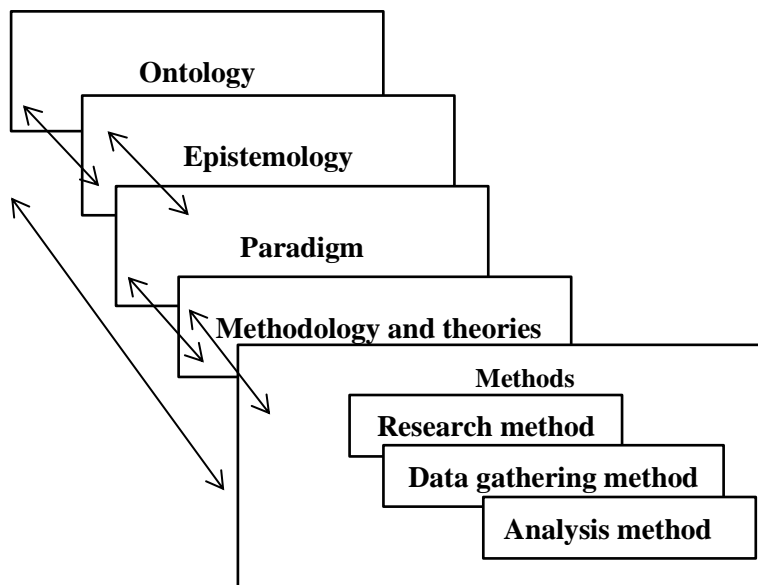 Ontology
Epistemology
Paradigm
Methodology and theories
Methods
Research method
Data gathering method
Analysis method